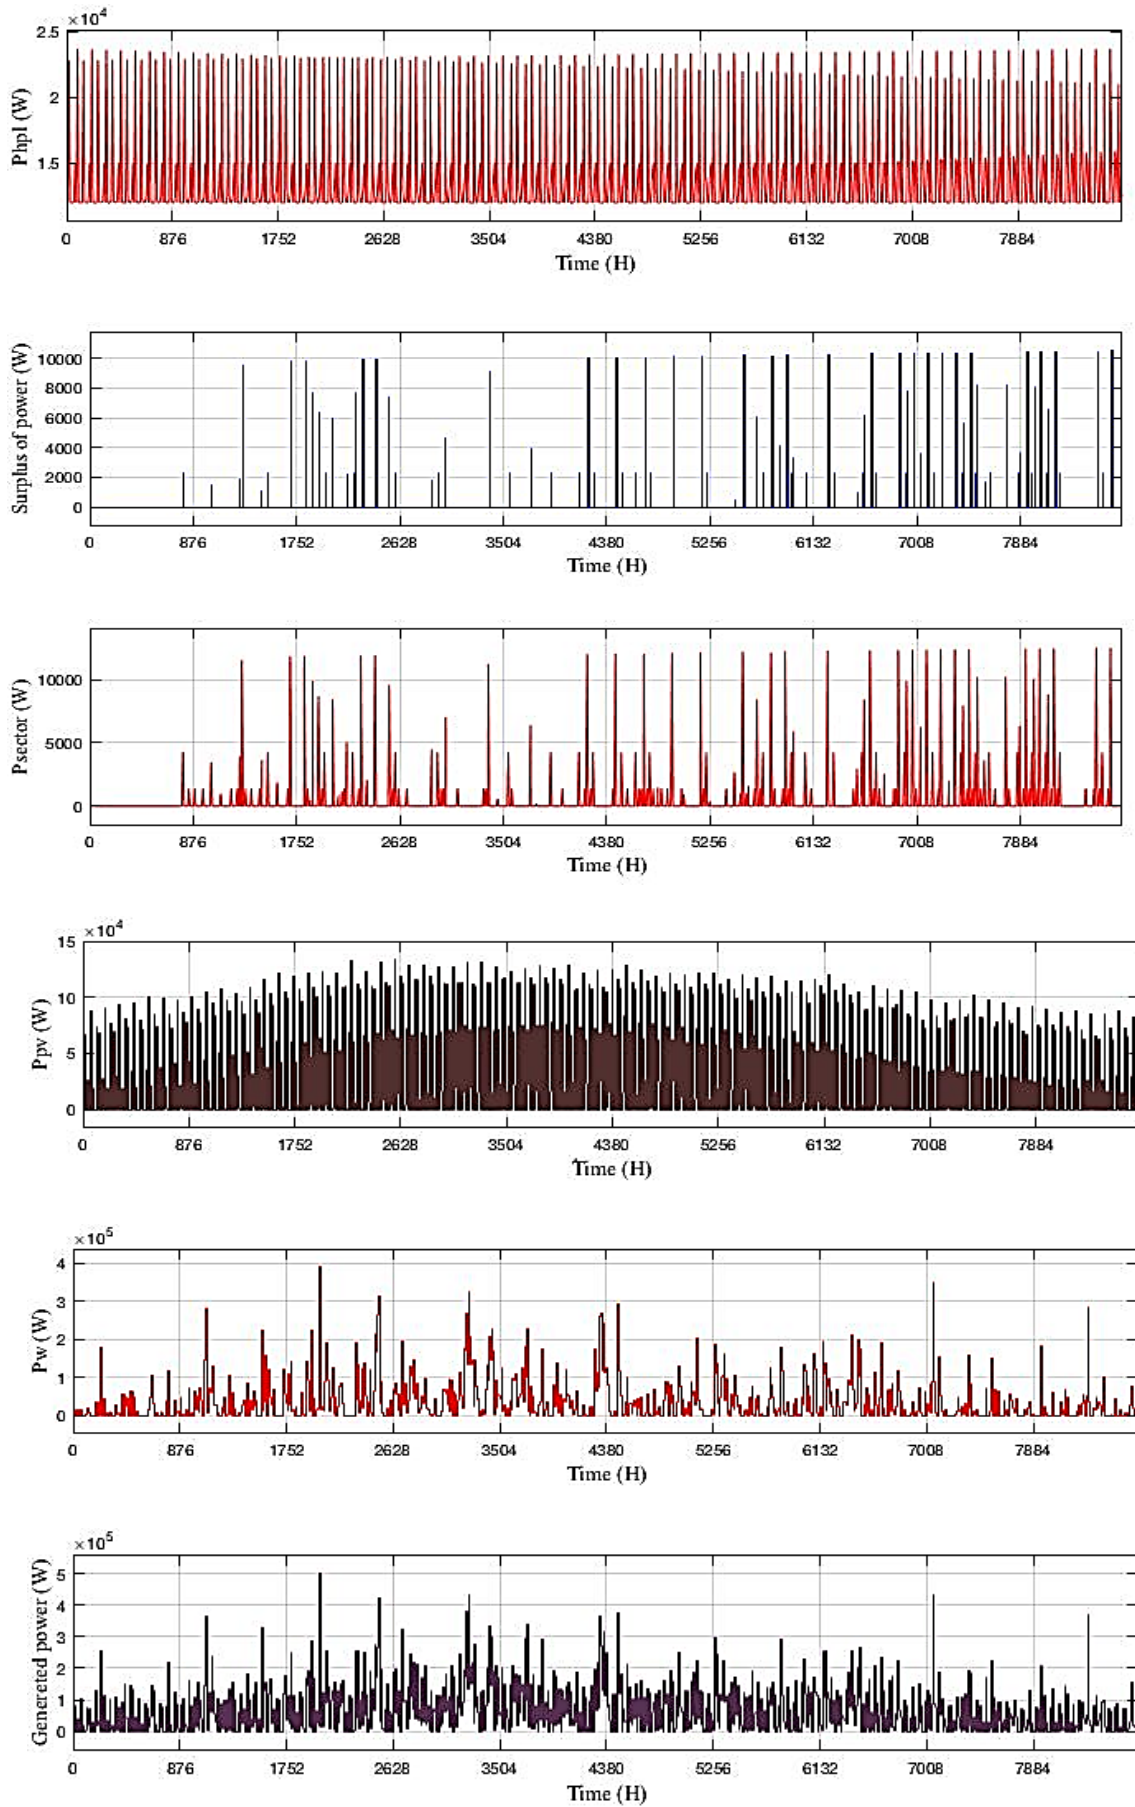 ×10⁴
2.5
2
1.5
Phpl (W)
0 876 1752 2628 3504 4380 5256 6132 7008 7884
Time (H)
10000
8000
6000
4000
2000
0
Surplus of power (W)
0 876 1752 2628 3504 4380 5256 6132 7008 7884
Time (H)
10000
5000
0
Psector (W)
0 876 1752 2628 3504 4380 5256 6132 7008 7884
Time (H)
×10⁴
15
10
5
0
Ppv (W)
0 876 1752 2628 3504 4380 5256 6132 7008 7884
Time (H)
×10⁵
4
3
2
1
0
Pw (W)
0 876 1752 2628 3504 4380 5256 6132 7008 7884
Time (H)
×10⁵
5
4
3
2
1
0
Genereted power (W)
0 876 1752 2628 3504 4380 5256 6132 7008 7884
Time (H)